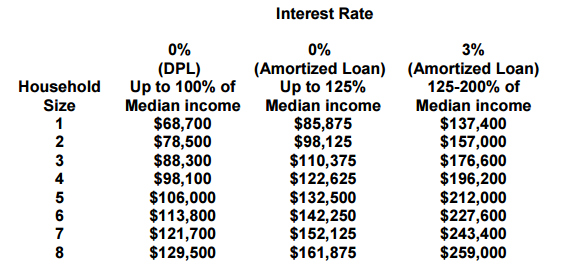 Interest Rate
0% 0% 3%
(DPL) (Amortized Loan) (Amortized Loan)
Household Up to 100% of Up to 125% 125-200% of
Size Median income Median income Median income
1 $68,700 $85,875 $137,400
2 $78,500 $98,125 $157,000
3 $88,300 $110,375 $176,600
4 $98,100 $122,625 $196,200
5 $106,000 $132,500 $212,000
6 $113,800 $142,250 $227,600
7 $121,700 $152,125 $243,400
8 $129,500 $161,875 $259,000